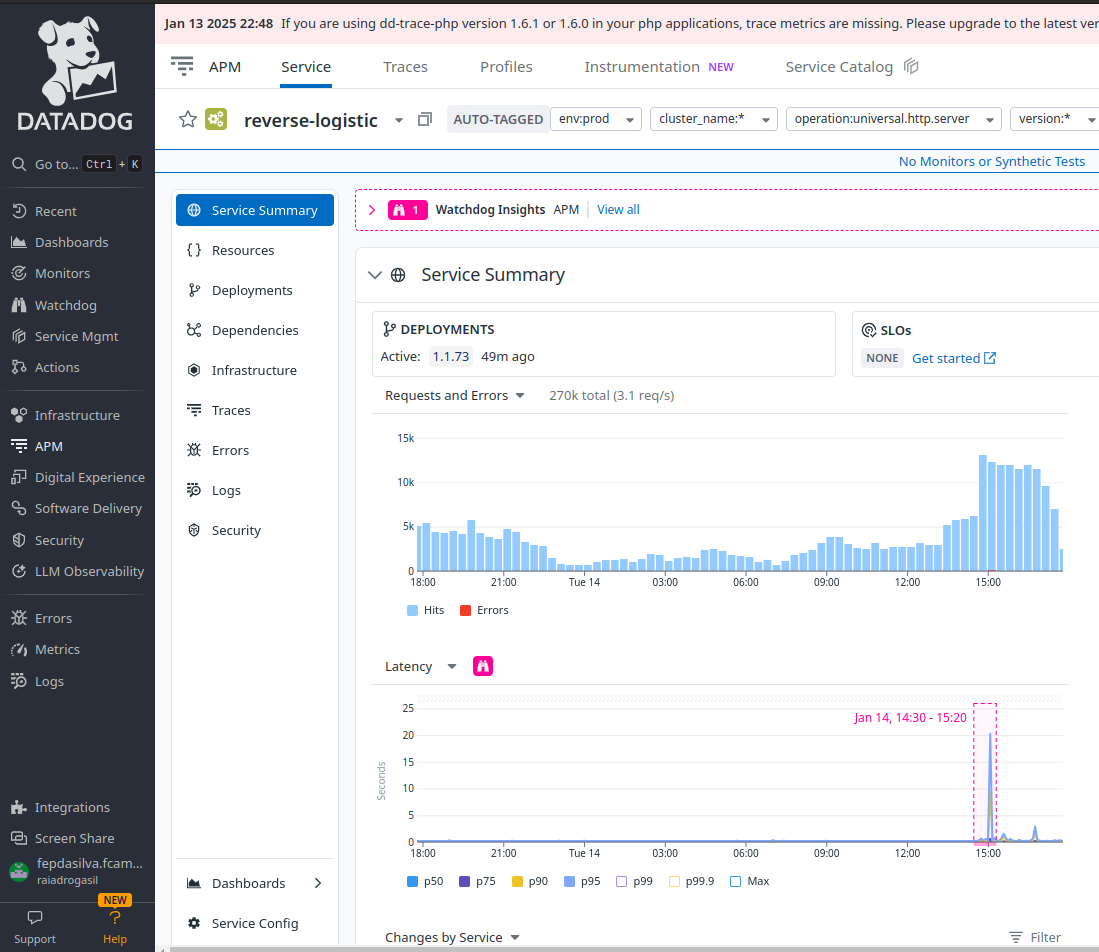 Jan 13 2025 22:48 If you are using dd-trace-php version 1.6.1 or 1.6.0 in your php applications, trace metrics are missing. Please upgrade to the latest ver
DATADOG
Go to... Ctrl + K
Recent
Dashboards
Monitors
Watchdog
Service Mgmt
Actions
Infrastructure
APM
Digital Experience
Software Delivery
Security
LLM Observability
Errors
Metrics
Logs
Integrations
Screen Share
fepdasilva.fcam...
raiadrogasil
NEW
Support
Help
APM Service Traces Profiles Instrumentation NEW Service Catalog
reverse-logistic AUTO-TAGGED env:prod cluster_name:* operation:universal.http.server version:*
No Monitors or Synthetic Tests
Service Summary
Resources
Deployments
Dependencies
Infrastructure
Traces
Errors
Logs
Security
Dashboards
Service Config
1 Watchdog Insights APM View all
Service Summary
DEPLOYMENTS
Active: 1.1.73 49m ago
SLOs
NONE Get started
Requests and Errors 270k total (3.1 req/s)
15k
10k
5k
0
18:00 21:00 Tue 14 03:00 06:00 09:00 12:00 15:00
Hits Errors
Latency
Jan 14, 14:30 - 15:20
Seconds
25
20
15
10
5
0
18:00 21:00 Tue 14 03:00 06:00 09:00 12:00 15:00
p50 p75 p90 p95 p99 p99.9 Max
Changes by Service
Filter